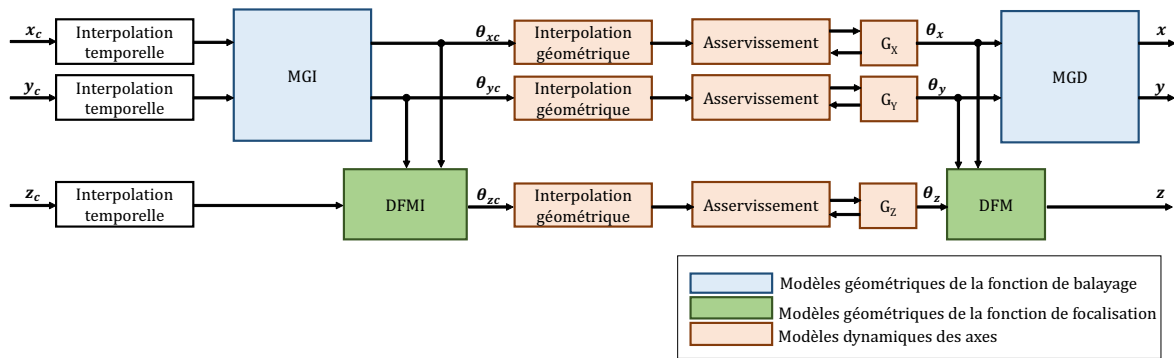 x_c
Interpolation
temporelle
MGI
θ_xc
Interpolation
géométrique
Asservissement
G_X
θ_x
MGD
x
y_c
Interpolation
temporelle
θ_yc
Interpolation
géométrique
Asservissement
G_Y
θ_y
y
z_c
Interpolation
temporelle
DFMI
θ_zc
Interpolation
géométrique
Asservissement
G_Z
θ_z
DFM
z
Modèles géométriques de la fonction de balayage
Modèles géométriques de la fonction de focalisation
Modèles dynamiques des axes